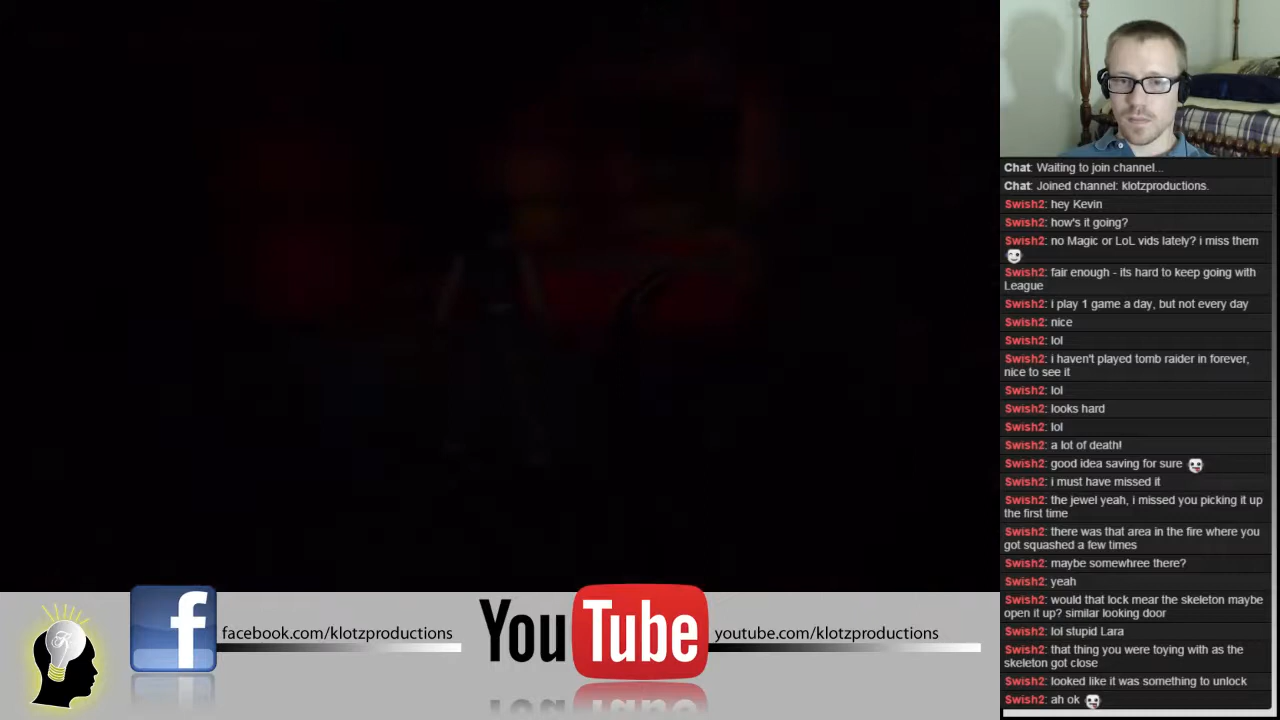 Chat: Waiting to join channel...
Chat: Joined channel: klotzproductions.
Swish2: hey Kevin
Swish2: how's it going?
Swish2: no Magic or LoL vids lately? i miss them
Swish2: fair enough - its hard to keep going with
League
Swish2: i play 1 game a day, but not every day
Swish2: nice
Swish2: lol
Swish2: i haven't played tomb raider in forever,
nice to see it
Swish2: lol
Swish2: looks hard
Swish2: lol
Swish2: a lot of death!
Swish2: good idea saving for sure
Swish2: i must have missed it
Swish2: the jewel yeah, i missed you picking it up
the first time
Swish2: there was that area in the fire where you
got squashed a few times
Swish2: maybe somewhree there?
Swish2: yeah
Swish2: would that lock mear the skeleton maybe
open it up? similar looking door
Swish2: lol stupid Lara
Swish2: that thing you were toying with as the
skeleton got close
Swish2: looked like it was something to unlock
Swish2: ah ok
f facebook.com/klotzproductions
YouTube youtube.com/klotzproductions